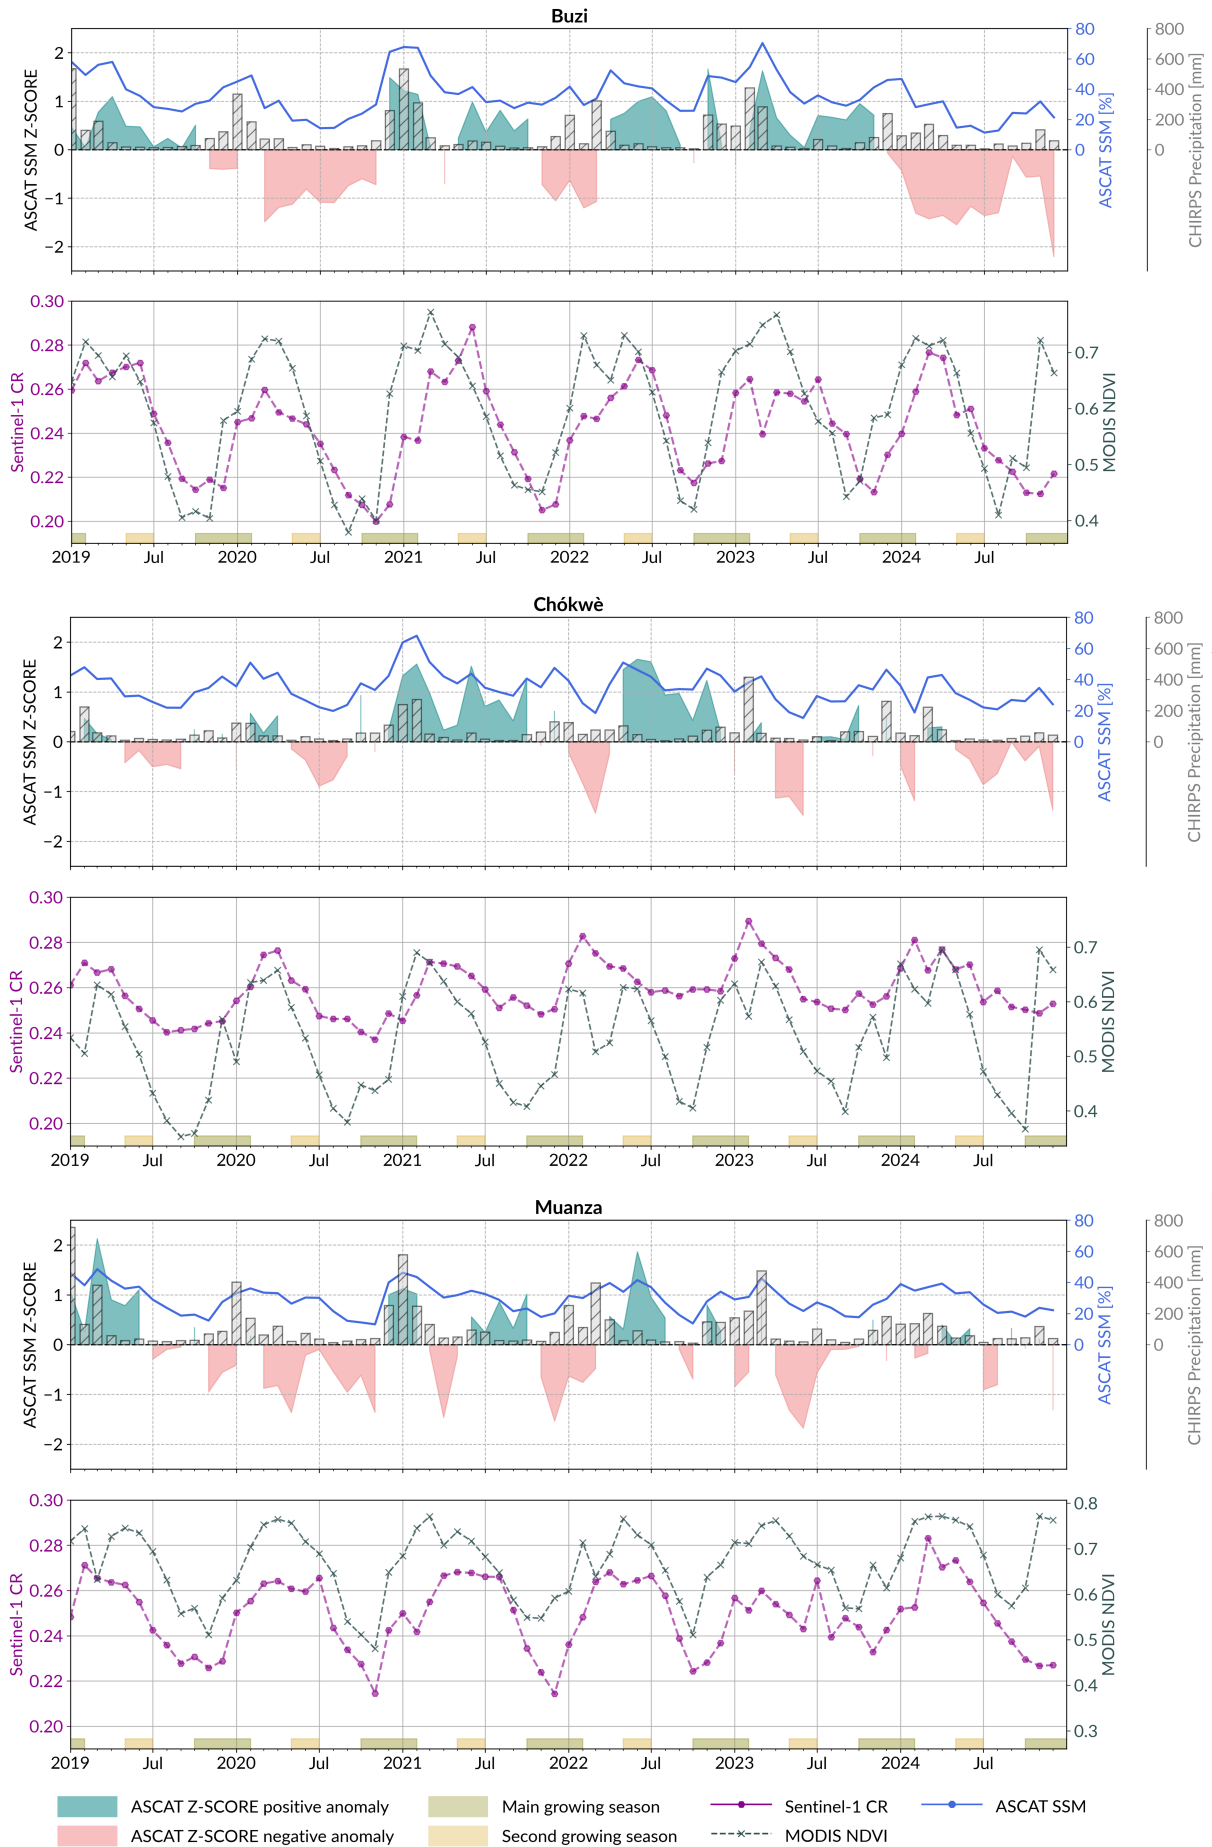 Buzi
2
1
0
−1
−2
ASCAT SSM Z-SCORE
80
60
40
20
0
ASCAT SSM [%]
800
600
400
200
0
CHIRPS Precipitation [mm]
0.30
0.28
0.26
0.24
0.22
0.20
Sentinel-1 CR
0.7
0.6
0.5
0.4
MODIS NDVI
2019 Jul 2020 Jul 2021 Jul 2022 Jul 2023 Jul 2024 Jul
Chókwè
2
1
0
−1
−2
ASCAT SSM Z-SCORE
80
60
40
20
0
ASCAT SSM [%]
800
600
400
200
0
CHIRPS Precipitation [mm]
0.30
0.28
0.26
0.24
0.22
0.20
Sentinel-1 CR
0.7
0.6
0.5
0.4
MODIS NDVI
2019 Jul 2020 Jul 2021 Jul 2022 Jul 2023 Jul 2024 Jul
Muanza
2
1
0
−1
−2
ASCAT SSM Z-SCORE
80
60
40
20
0
ASCAT SSM [%]
800
600
400
200
0
CHIRPS Precipitation [mm]
0.30
0.28
0.26
0.24
0.22
0.20
Sentinel-1 CR
0.8
0.7
0.6
0.5
0.4
0.3
MODIS NDVI
2019 Jul 2020 Jul 2021 Jul 2022 Jul 2023 Jul 2024 Jul
ASCAT Z-SCORE positive anomaly
Main growing season
Sentinel-1 CR
ASCAT SSM
ASCAT Z-SCORE negative anomaly
Second growing season
MODIS NDVI